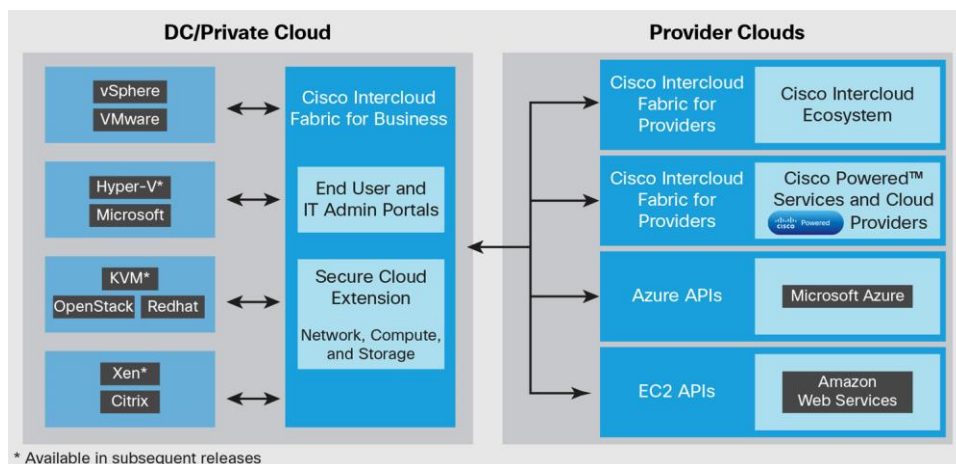 DC/Private Cloud
vSphere
VMware
Hyper-V*
Microsoft
KVM*
OpenStack
Redhat
Xen*
Citrix
Cisco Intercloud
Fabric for Business
End User and
IT Admin Portals
Secure Cloud
Extension
Network, Compute,
and Storage
Provider Clouds
Cisco Intercloud
Fabric for
Providers
Cisco Intercloud
Ecosystem
Cisco Intercloud
Fabric for
Providers
Cisco Powered™
Services and Cloud
cisco Powered Providers
Azure APIs
Microsoft Azure
EC2 APIs
Amazon
Web Services
* Available in subsequent releases